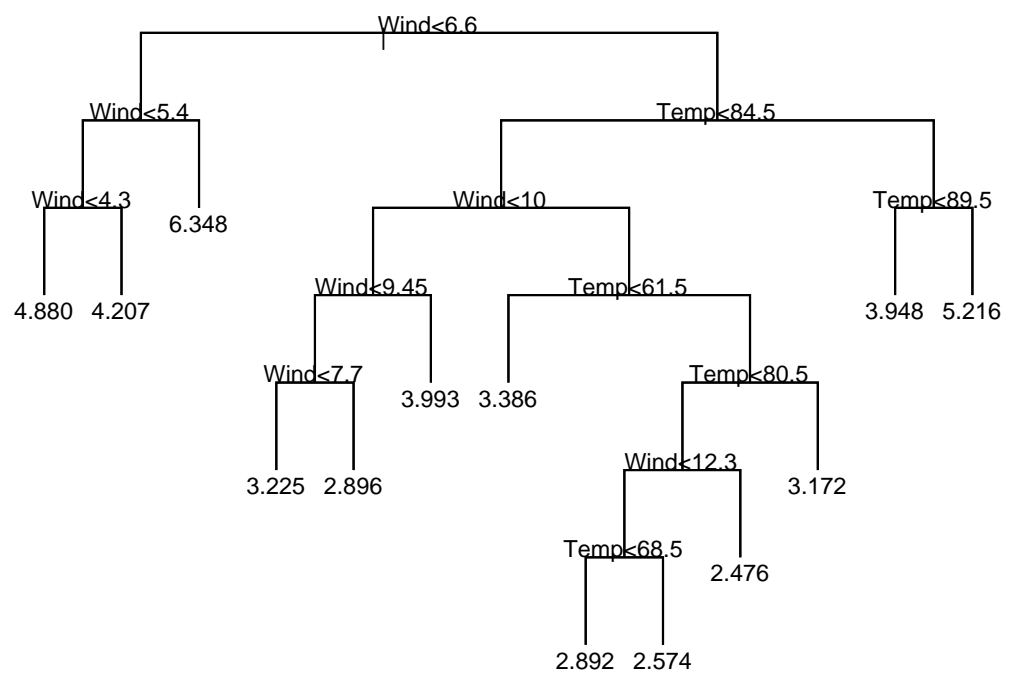 Wind<6.6
Wind<5.4 Temp<84.5
Wind<4.3 Wind<10 Temp<89.5
6.348
Wind<9.45 Temp<61.5
4.880 4.207 3.948 5.216
Wind<7.7 Temp<80.5
3.993 3.386
Wind<12.3
3.225 2.896 3.172
Temp<68.5
2.476
2.892 2.574